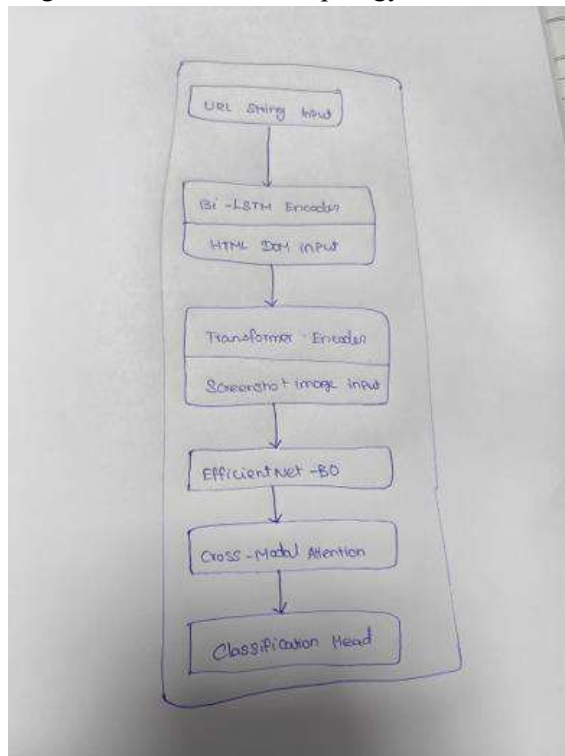 URL String Input
Bi-LSTM Encoder
HTML DOM input
Transformer Encoder
Screenshot image input
EfficientNet-B0
Cross-Modal Attention
Classification Head